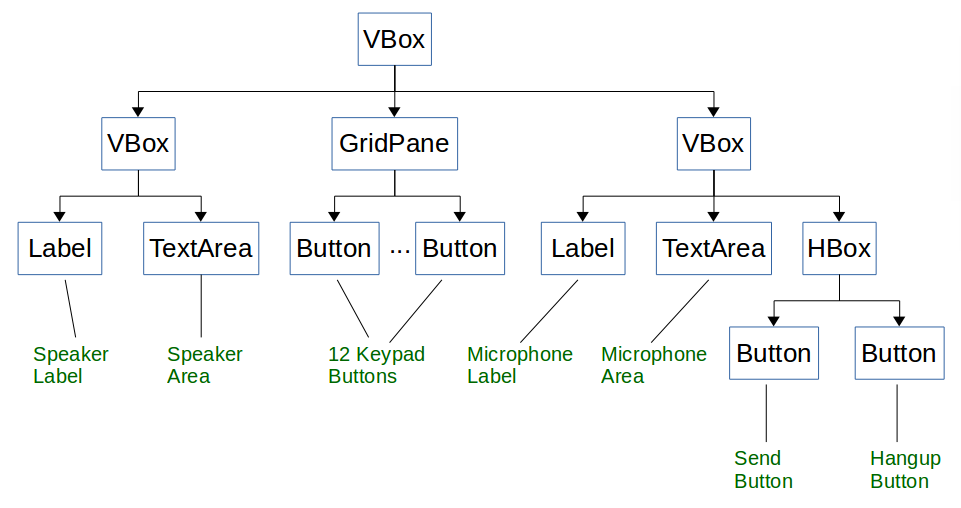 VBox
VBox
GridPane
VBox
Label
TextArea
Button
...
Button
Label
TextArea
HBox
Button
Button
Speaker
Label
Speaker
Area
12 Keypad
Buttons
Microphone
Label
Microphone
Area
Send
Button
Hangup
Button